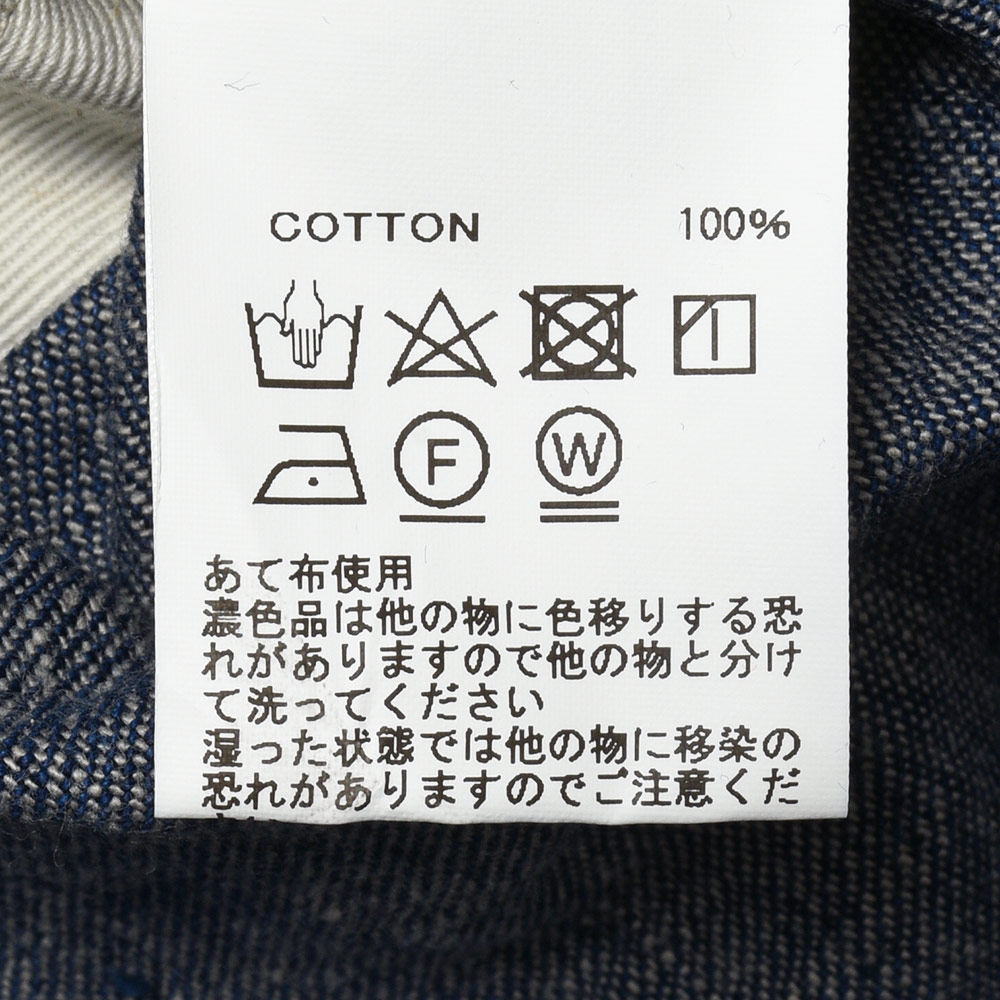 COTTON 100%
F W
あて布使用
濃色品は他の物に色移りする恐
れがありますので他の物と分け
て洗ってください
湿った状態では他の物に移染の
恐れがありますのでご注意くだ